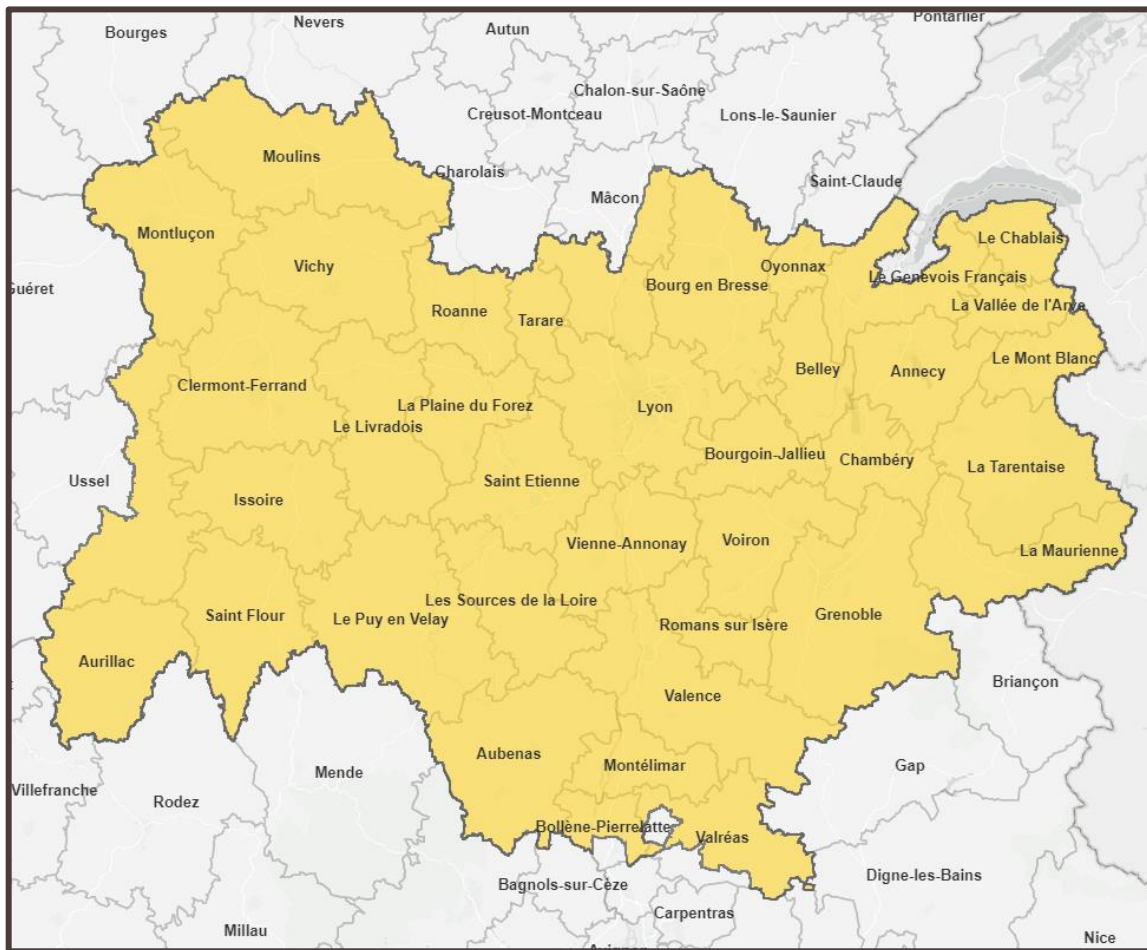 Pontarlier
Nevers
Bourges
Autun
Chalon-sur-Saône
Creusot-Montceau
Lons-le-Saunier
Moulins
Gharolais
Saint-Claude
Mâcon
Montluçon
Le Chablais
Vichy
Oyonnax
Le Genevois Français
Bourg en Bresse
Guéret
La Vallée de l'Arve
Roanne
Tarare
Le Mont Blanc
Belley
Annecy
Clermont-Ferrand
La Plaine du Forez
Lyon
Le Livradois
Bourgoin-Jallieu
Chambéry
La Tarentaise
Ussel
Saint Etienne
Issoire
Vienne-Annonay
Voiron
La Maurienne
Les Sources de la Loire
Saint Flour
Le Puy en Velay
Grenoble
Romans sur Isère
Aurillac
Briançon
Valence
Aubenas
Montélimar
Gap
Mende
Villefranche
Rodez
Bollène-Pierrelatte
Valréas
Digne-les-Bains
Bagnols-sur-Cèze
Carpentras
Millau
Nice